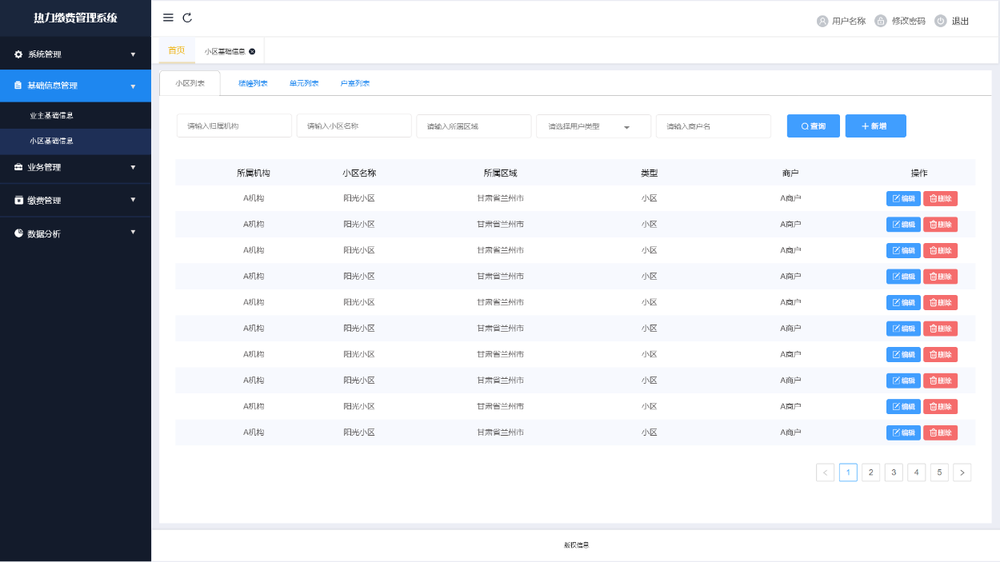 热力缴费管理系统
用户名称 修改密码 退出
系统管理
基础信息管理
业主基础信息
小区基础信息
业务管理
缴费管理
数据分析
首页 小区基础信息
小区列表 楼幢列表 单元列表 户室列表
请输入归属机构 请输入小区名称 请输入所属区域 请选择用户类型 请输入商户名 查询 新增
所属机构 小区名称 所属区域 类型 商户 操作
A机构 阳光小区 甘肃省兰州市 小区 A商户 编辑 删除
A机构 阳光小区 甘肃省兰州市 小区 A商户 编辑 删除
A机构 阳光小区 甘肃省兰州市 小区 A商户 编辑 删除
A机构 阳光小区 甘肃省兰州市 小区 A商户 编辑 删除
A机构 阳光小区 甘肃省兰州市 小区 A商户 编辑 删除
A机构 阳光小区 甘肃省兰州市 小区 A商户 编辑 删除
A机构 阳光小区 甘肃省兰州市 小区 A商户 编辑 删除
A机构 阳光小区 甘肃省兰州市 小区 A商户 编辑 删除
A机构 阳光小区 甘肃省兰州市 小区 A商户 编辑 删除
A机构 阳光小区 甘肃省兰州市 小区 A商户 编辑 删除
< 1 2 3 4 5 >
版权信息